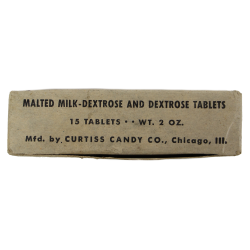 MALTED MILK-DEXTROSE AND DEXTROSE TABLETS
15 TABLETS • • WT. 2 OZ.
Mfd. by CURTISS CANDY CO., Chicago, Ill.